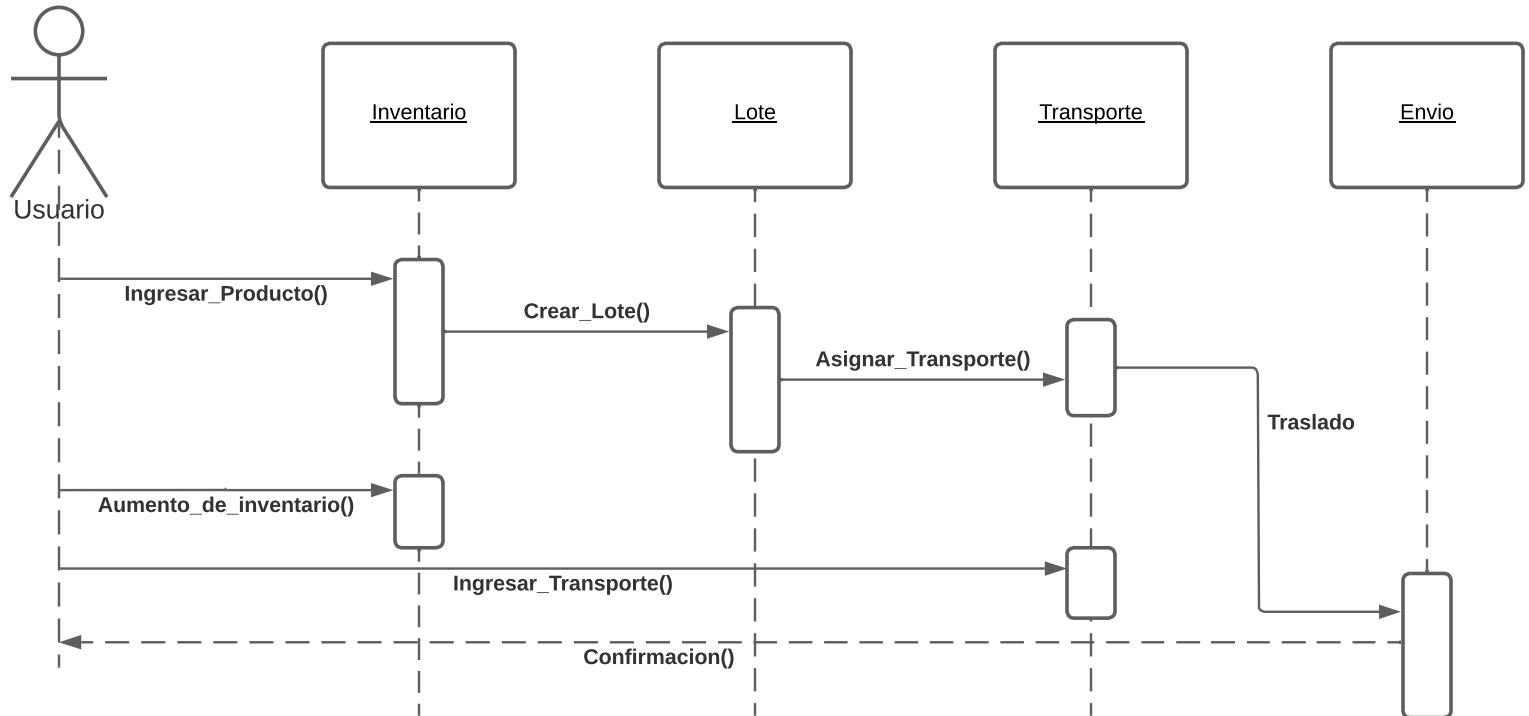 Inventario
Lote
Transporte
Envio
Usuario
Ingresar_Producto()
Crear_Lote()
Asignar_Transporte()
Traslado
Aumento_de_inventario()
Ingresar_Transporte()
Confirmacion()